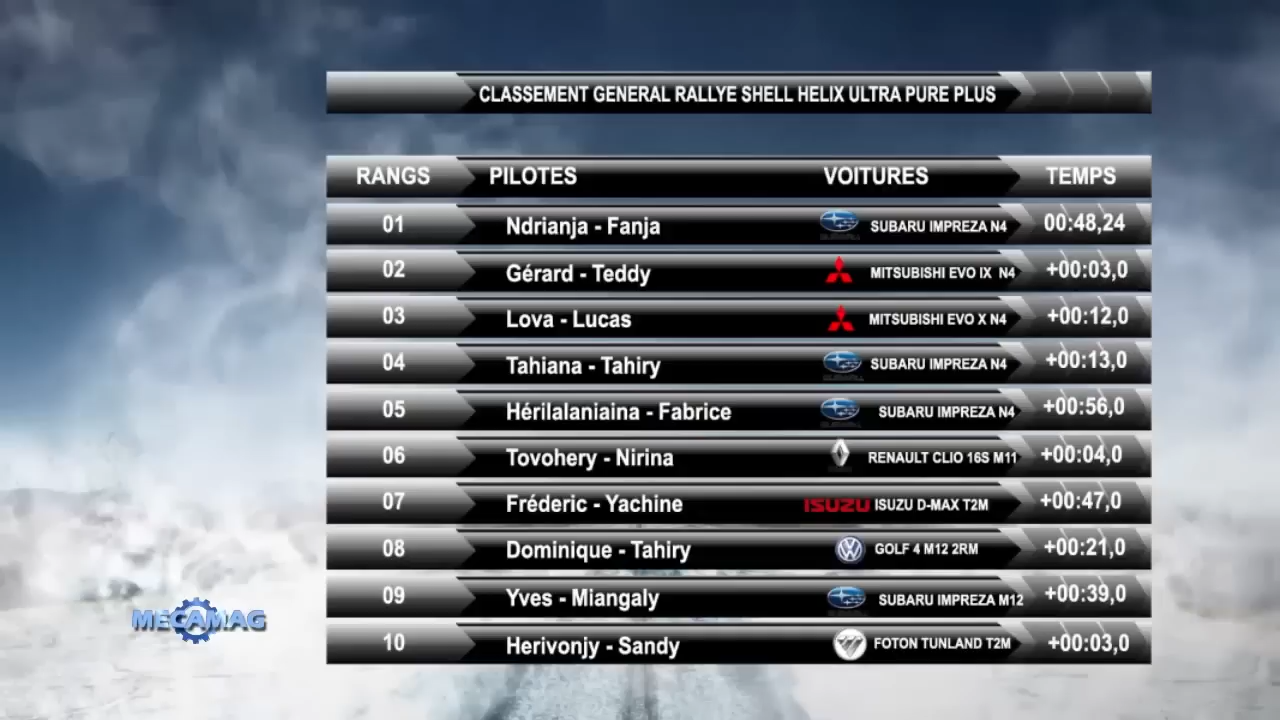 CLASSEMENT GENERAL RALLYE SHELL HELIX ULTRA PURE PLUS
RANGS PILOTES VOITURES TEMPS
01 Ndrianja - Fanja SUBARU IMPREZA N4 00:48,24
02 Gérard - Teddy MITSUBISHI EVO IX N4 +00:03,0
03 Lova - Lucas MITSUBISHI EVO X N4 +00:12,0
04 Tahiana - Tahiry SUBARU IMPREZA N4 +00:13,0
05 Hérilalaniaina - Fabrice SUBARU IMPREZA N4 +00:56,0
06 Tovohery - Nirina RENAULT CLIO 16S M11 +00:04,0
07 Fréderic - Yachine ISUZU ISUZU D-MAX T2M +00:47,0
08 Dominique - Tahiry GOLF 4 M12 2RM +00:21,0
09 Yves - Miangaly SUBARU IMPREZA M12 +00:39,0
10 Herivonjy - Sandy FOTON TUNLAND T2M +00:03,0
MECAMAG